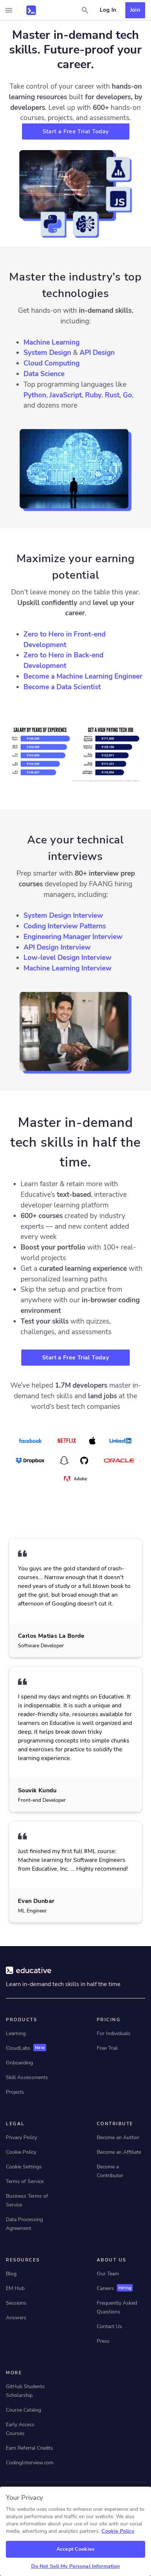 Log In
Join
Master in-demand tech
skills. Future-proof your
career.
Take control of your career with hands-on
learning resources built for developers, by
developers. Level up with 600+ hands-on
courses, projects, and assessments.
Start a Free Trial Today
JS
Master the industry's top
technologies
Get hands-on with in-demand skills,
including:
Machine Learning
System Design & API Design
Cloud Computing
Data Science
Top programming languages like
Python, JavaScript, Ruby, Rust, Go,
and dozens more
Maximize your earning
potential
Don't leave money on the table this year.
Upskill confidently and level up your
career.
Zero to Hero in Front-end
Development
Zero to Hero in Back-end
Development
Become a Machine Learning Engineer
Become a Data Scientist
SALARY BY YEARS OF EXPERIENCE
GET A HIGH PAYING TECH JOB
Ace your technical
interviews
Prep smarter with 80+ interview prep
courses developed by FAANG hiring
managers, including:
System Design Interview
Coding Interview Patterns
Engineering Manager Interview
API Design Interview
Low-level Design Interview
Machine Learning Interview
Master in-demand
tech skills in half the
time.
Learn faster & retain more with
Educative's text-based, interactive
developer learning platform
600+ courses created by industry
experts — and new content added
every week
Boost your portfolio with 100+ real-
world projects
Get a curated learning experience with
personalized learning paths
Skip the setup and practice from
anywhere with our in-browser coding
environment
Test your skills with quizzes,
challenges, and assessments
Start a Free Trial Today
We've helped 1.7M developers master in-
demand tech skills and land jobs at the
world's best tech companies
facebook
NETFLIX
LinkedIn
Dropbox
ORACLE
Adobe
You guys are the gold standard of crash-
courses... Narrow enough that it doesn't
need years of study or a full blown book to
get the gist, but broad enough that an
afternoon of Googling doesn't cut it.
Carlos Matias La Borde
Software Developer
I spend my days and nights on Educative. It
is indispensable. It is such a unique and
reader-friendly site, resources available for
learners on Educative is well organized and
deep. It helps break down tricky
programming concepts into simple chunks
and chooses for practice to solidify the
learning experience.
Souvik Kundu
Front-end Developer
Just finished my first full #ML course:
Machine learning for Software Engineers
from Educative, Inc. ... Highly recommend!
Evan Dunbar
ML Engineer
educative
Learn in-demand tech skills in half the time
PRODUCTS
Learning
CloudLabs New
Onboarding
Skill Assessments
Projects
PRICING
For Individuals
Free Trial
LEGAL
Privacy Policy
Cookie Policy
Cookie Settings
Terms of Service
Business Terms of
Service
Data Processing
Agreement
CONTRIBUTE
Become an Author
Become an Affiliate
Become a
Contributor
RESOURCES
Blog
EM Hub
Sessions
Answers
ABOUT US
Our Team
Careers Hiring
Frequently Asked
Questions
Contact Us
Press
MORE
GitHub Students
Scholarship
Course Catalog
Early Access
Courses
Earn Referral Credits
CodingInterview.com
Your Privacy
This website uses cookies to enhance user experience and
to analyze performance and traffic on our website. We also
share information about your use of our site with our social
media, advertising and analytics partners. Cookie Policy
Accept Cookies
Do Not Sell My Personal Information